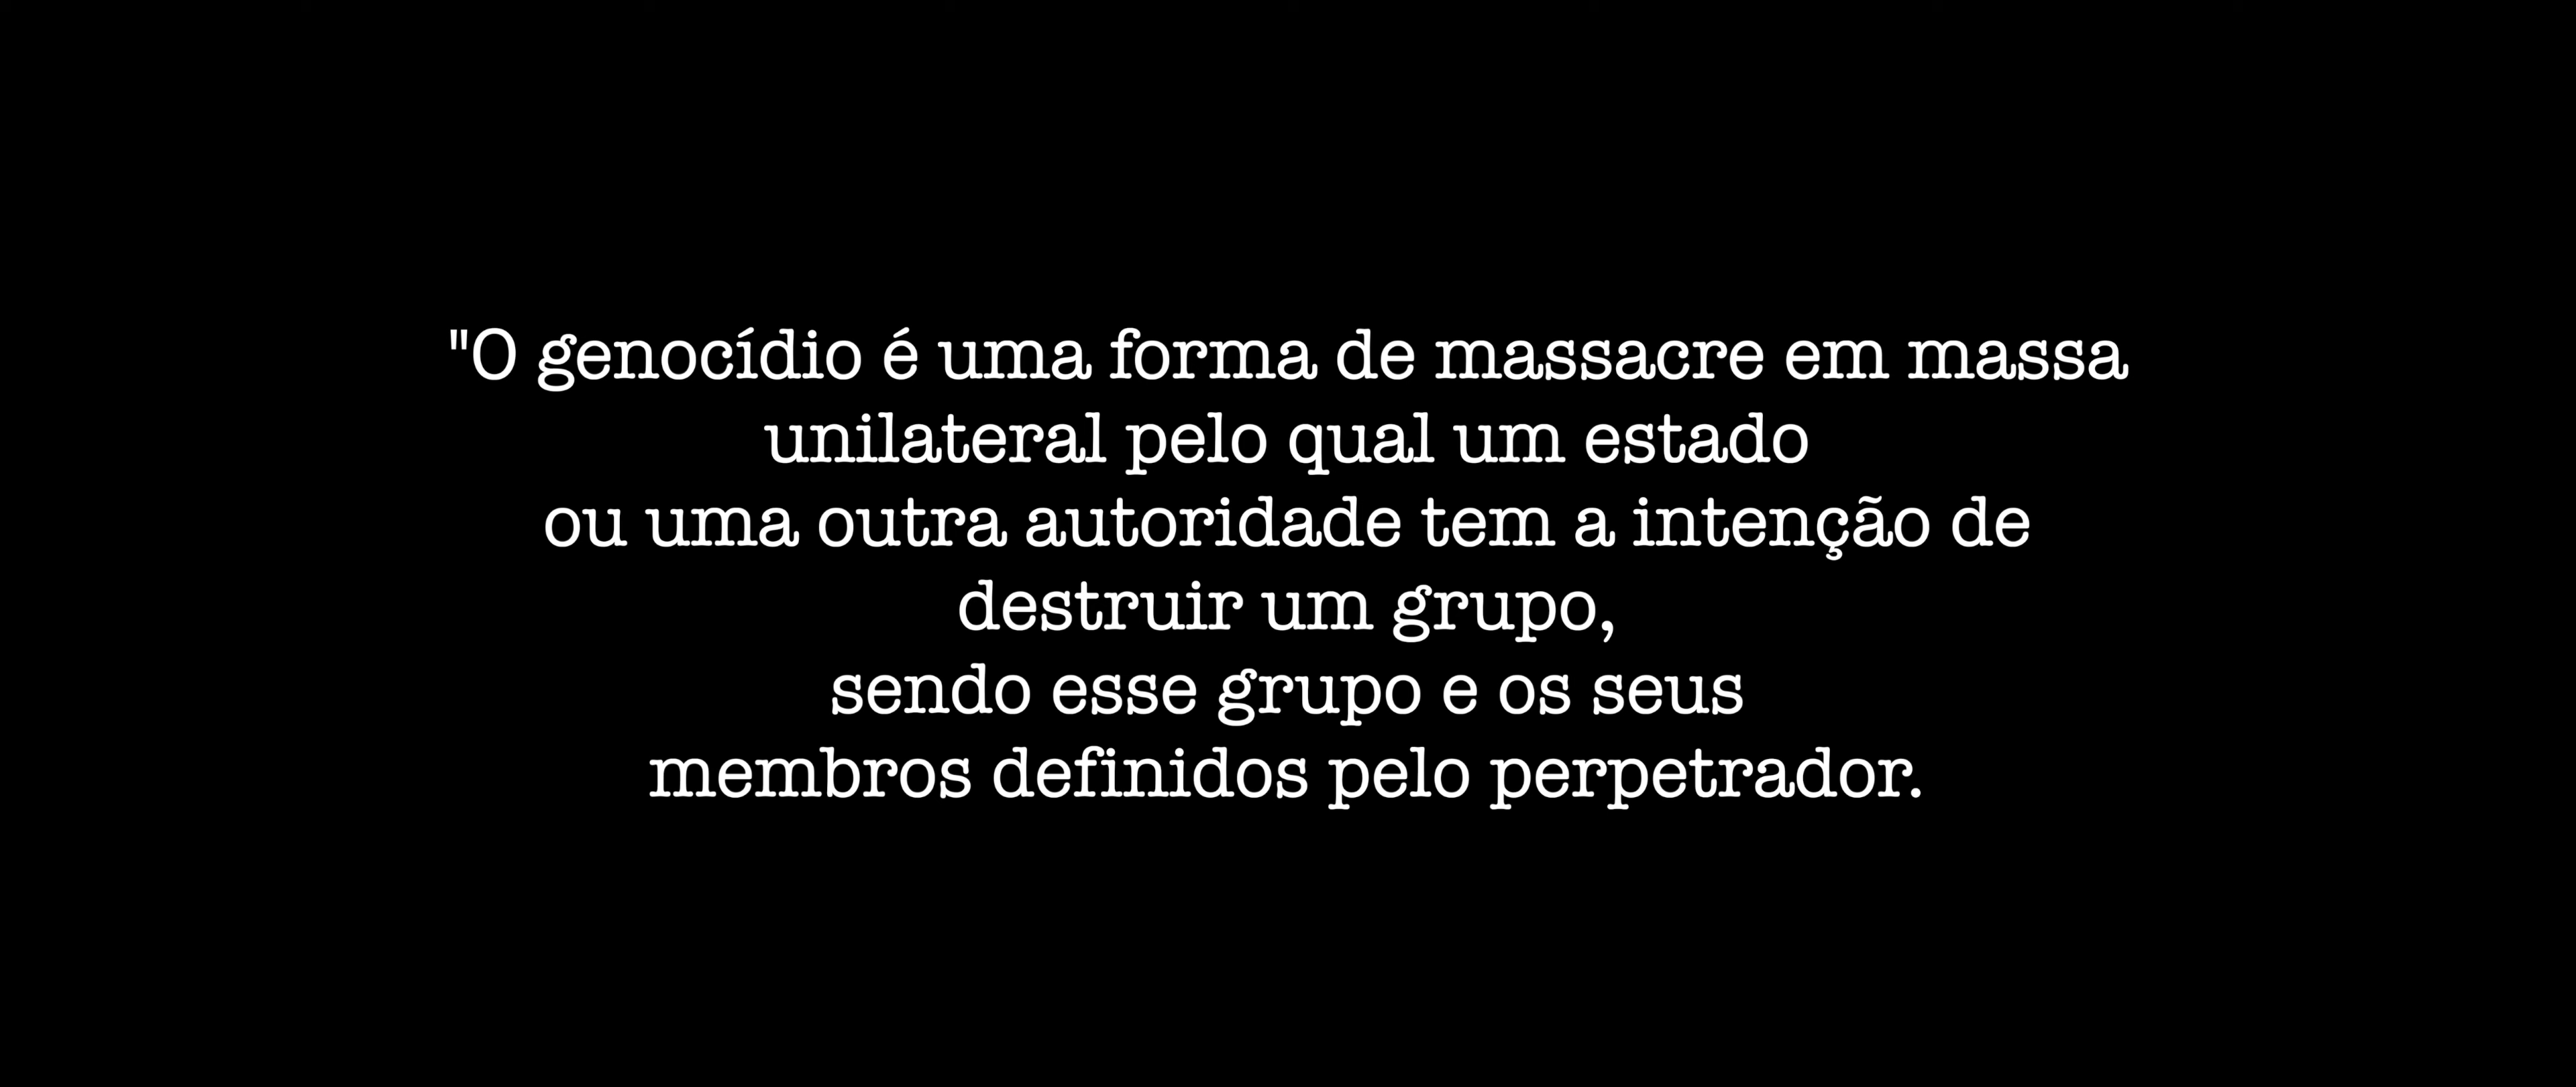 "O genocídio é uma forma de massacre em massa
unilateral pelo qual um estado
ou uma outra autoridade tem a intenção de
destruir um grupo,
sendo esse grupo e os seus
membros definidos pelo perpetrador.